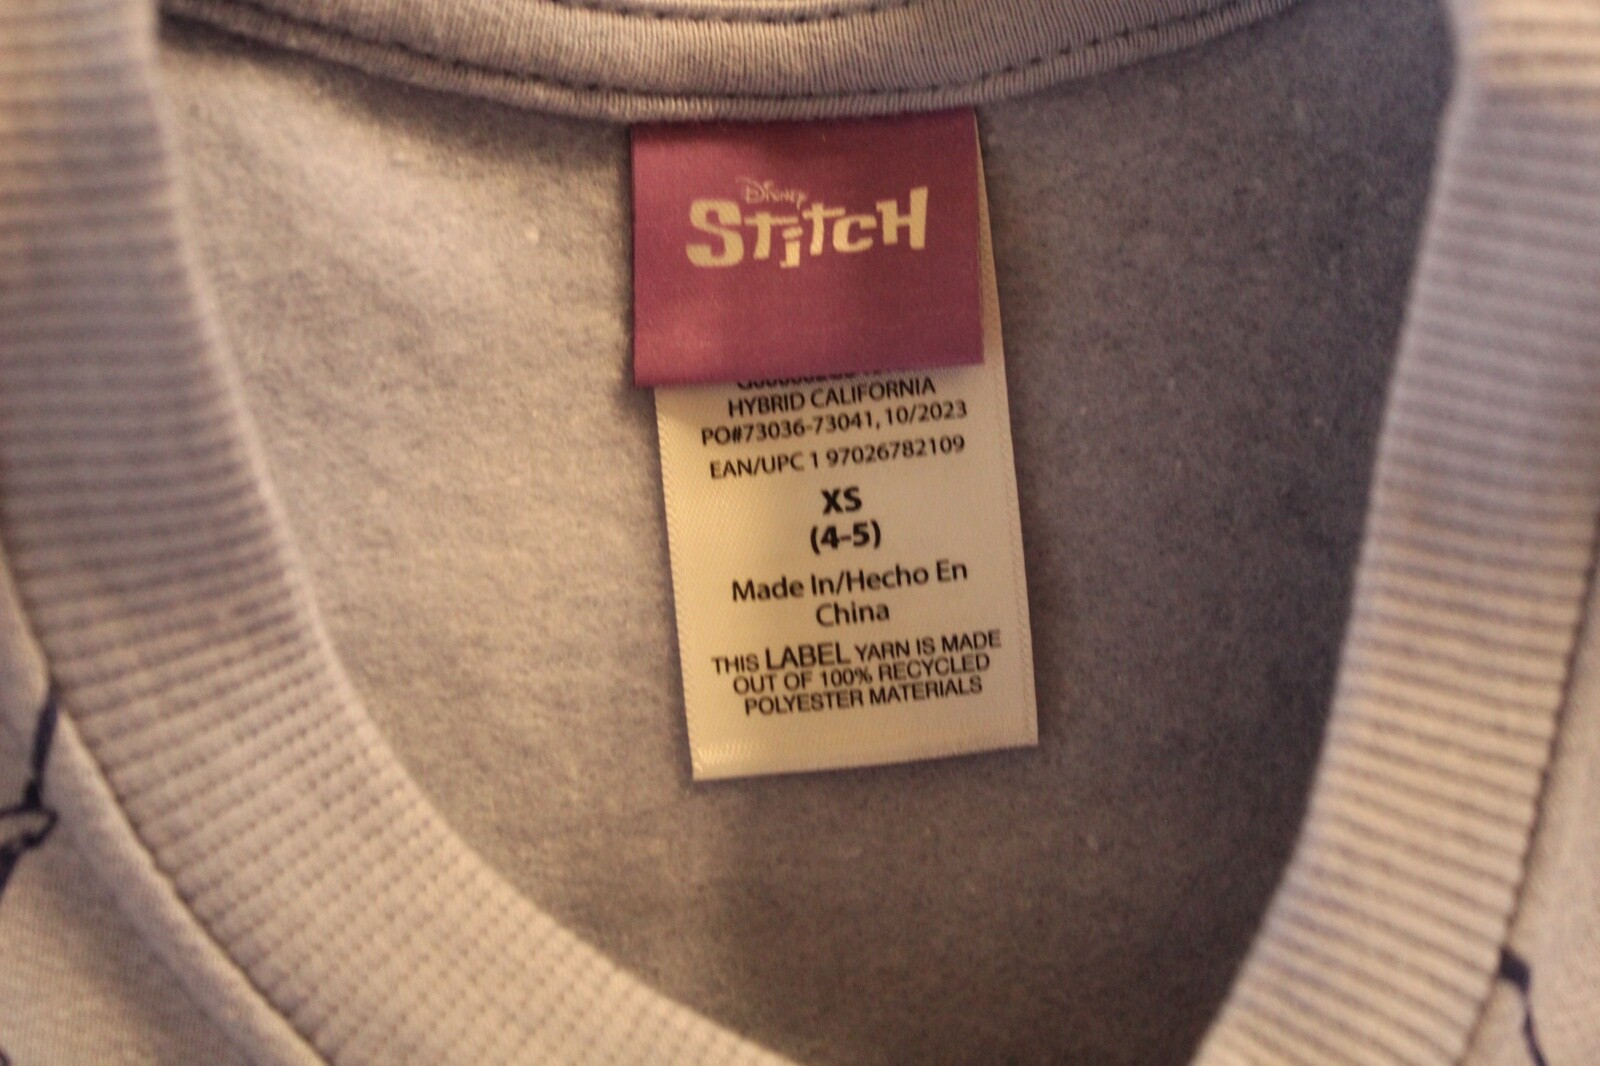 Disney
STITCH
HYBRID CALIFORNIA
PO#73036-73041, 10/2023
EAN/UPC 1 97026782109
XS
(4-5)
Made In/Hecho En
China
THIS LABEL YARN IS MADE
OUT OF 100% RECYCLED
POLYESTER MATERIALS